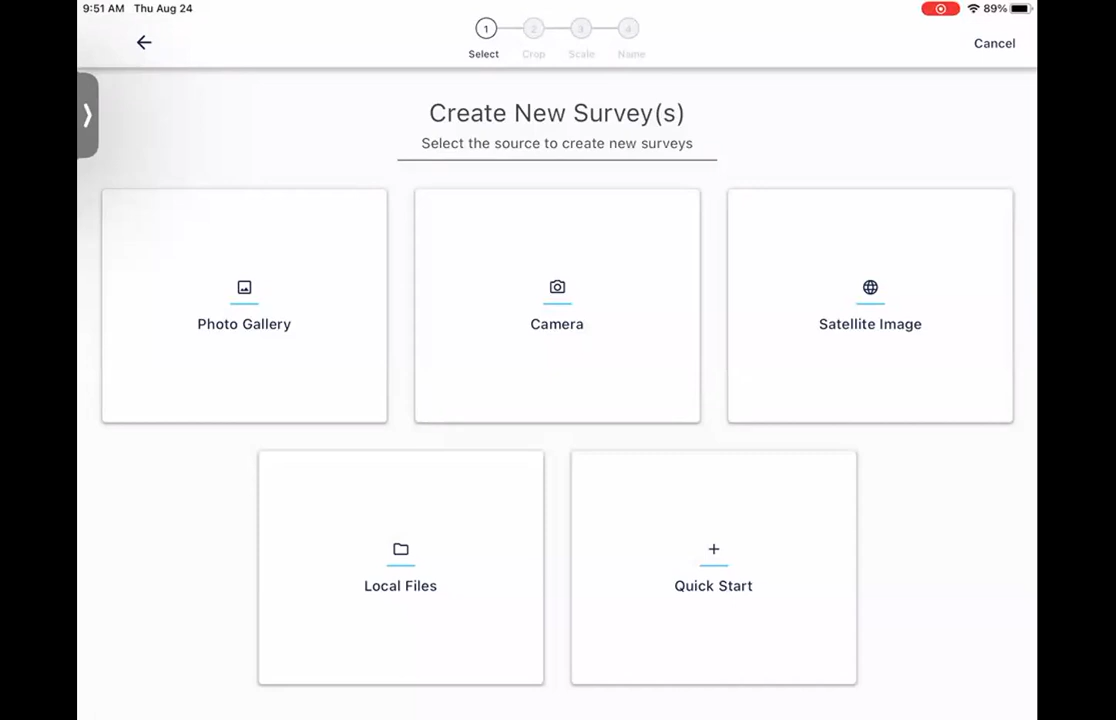 9:51 AM Thu Aug 24
89%
1 2 3 4
Select Crop Scale Name
Cancel
Create New Survey(s)
Select the source to create new surveys
Photo Gallery
Camera
Satellite Image
Local Files
Quick Start